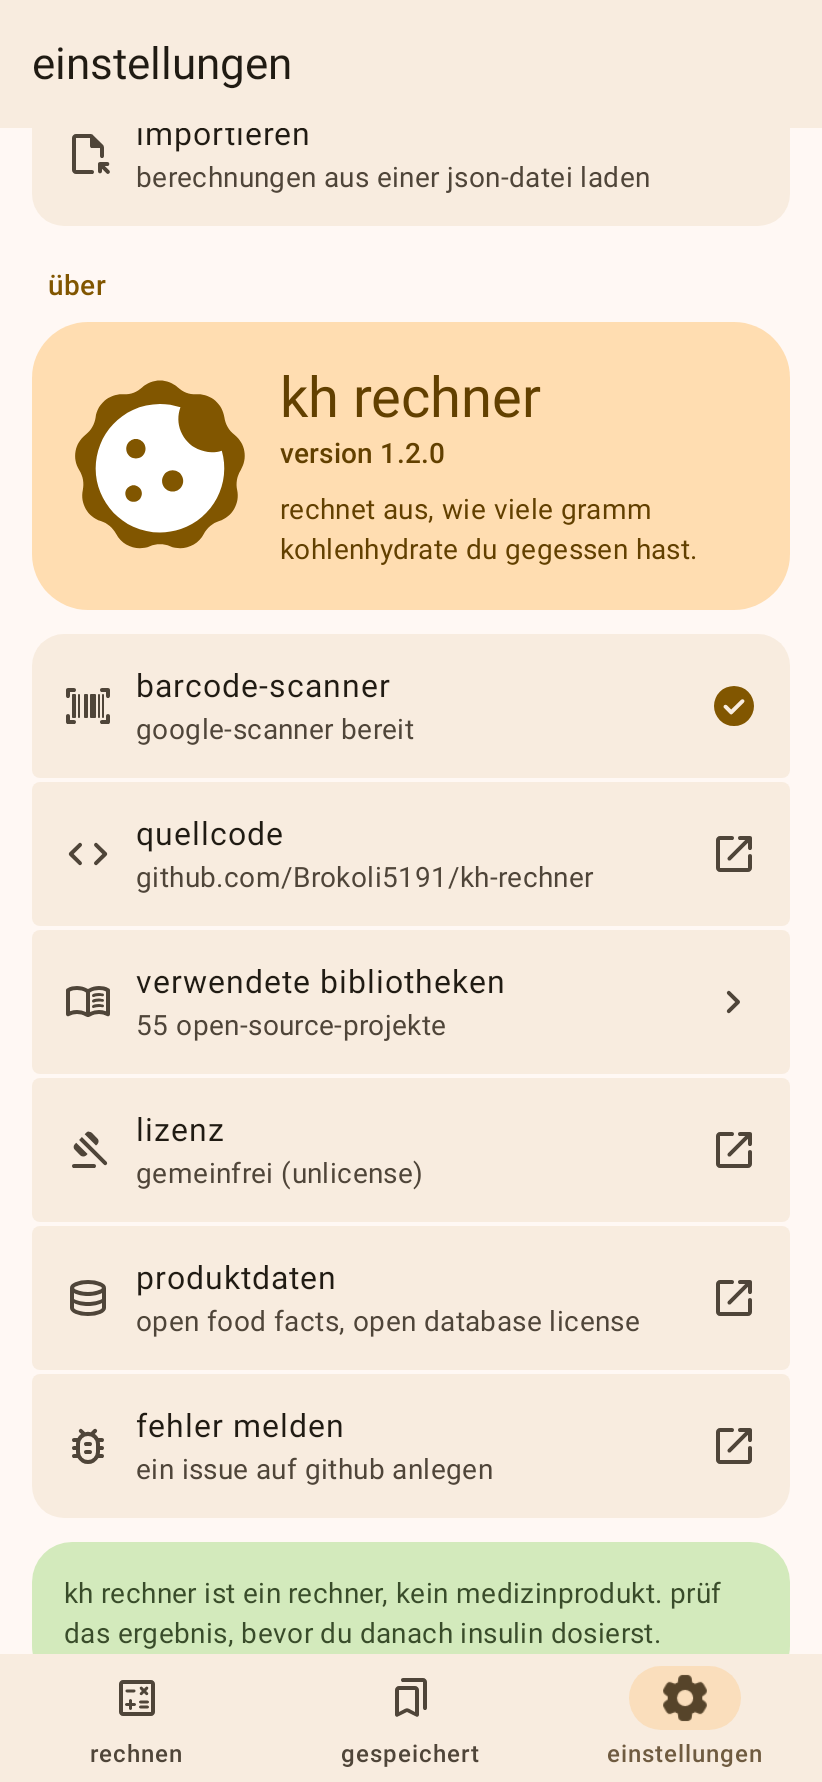 einstellungen
importieren
berechnungen aus einer json-datei laden
über
kh rechner
version 1.2.0
rechnet aus, wie viele gramm
kohlenhydrate du gegessen hast.
barcode-scanner
google-scanner bereit
quellcode
github.com/Brokoli5191/kh-rechner
verwendete bibliotheken
55 open-source-projekte
lizenz
gemeinfrei (unlicense)
produktdaten
open food facts, open database license
fehler melden
ein issue auf github anlegen
kh rechner ist ein rechner, kein medizinprodukt. prüf
das ergebnis, bevor du danach insulin dosierst.
rechnen
gespeichert
einstellungen